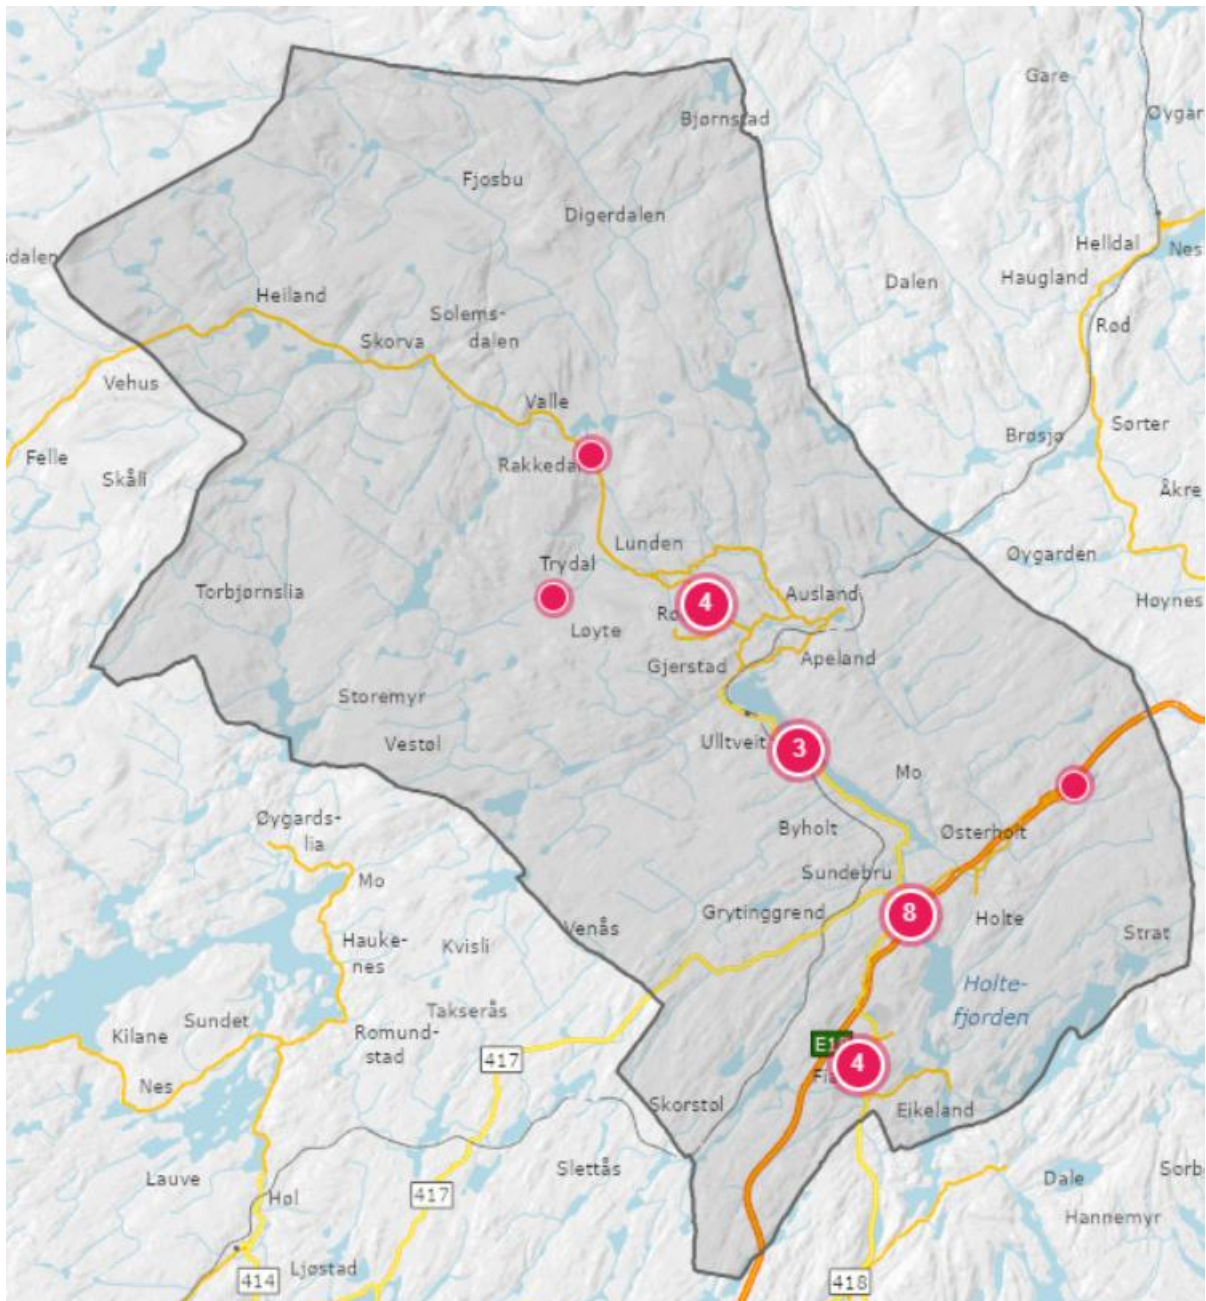 Gare
Øygar
Bjørnstad
Fjosbu
Digerdalen
Helldal
Nes
sdalen
Haugland
Dalen
Heiland
Solems-
dalen
Rød
Skorva
Vehus
Valle
Sørter
Brøsjø
Felle
Rakkedal
Skåll
Åkre
Lunden
Øygarden
Trydal
Torbjørnslia
Ausland
Høynes
4
Løyte
Gjerstad
Apeland
Storemyr
Vestøl
Ulltveit
3
Mo
Øygards-
lia
Byholt
Østerholt
Mo
Sundebru
Grytinggrend
8
Holte
Venås
Strat
Hauke-
nes
Kvisli
Holte-
fjorden
Takserås
Sundet
Kilane
Romund-
stad
417
4
Nes
Skorstøl
Eikeland
Lauve
Slettås
Dale
Sorb
Høl
417
Hannemyr
Ljøstad
414
418